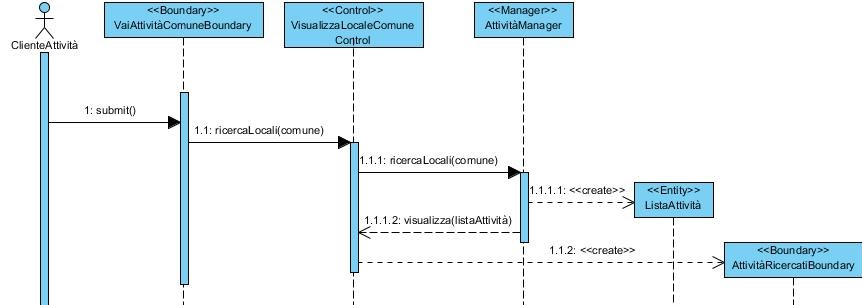 <<Boundary>>
VaiAttivitàComuneBoundary
<<Control>>
VisualizzaLocaleComune
Control
<<Manager>>
AttivitàManager
ClienteAttività
1: submit()
1.1: ricercaLocali(comune)
1.1.1: ricercaLocali(comune)
1.1.1.1: <<create>>
<<Entity>>
ListaAttività
1.1.1.2: visualizza(listaAttività)
1.1.2: <<create>>
<<Boundary>>
AttivitàRicercatiBoundary